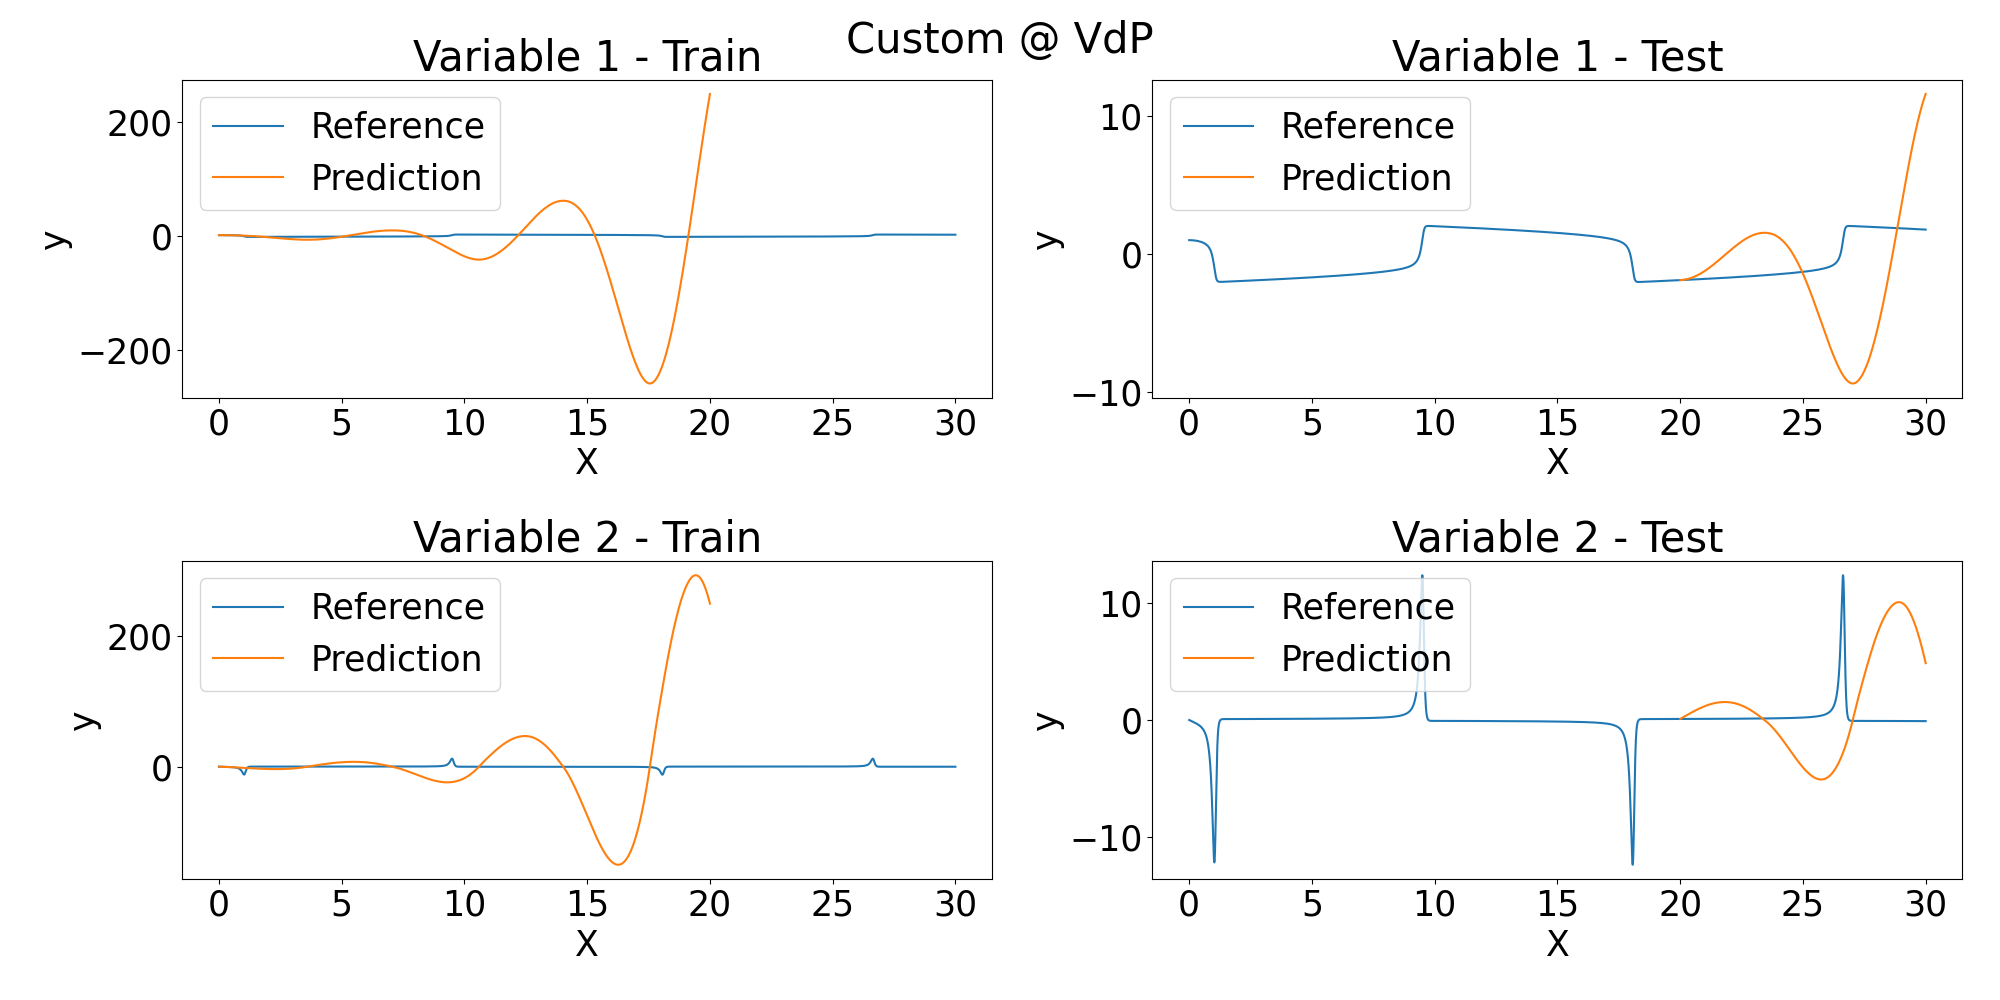 Custom @ VdP
Variable 1 - Train
200
0
−200
y
Reference
Prediction
0 5 10 15 20 25 30
X
Variable 1 - Test
10
0
−10
y
Reference
Prediction
0 5 10 15 20 25 30
X
Variable 2 - Train
200
0
y
Reference
Prediction
0 5 10 15 20 25 30
X
Variable 2 - Test
10
0
−10
y
Reference
Prediction
0 5 10 15 20 25 30
X